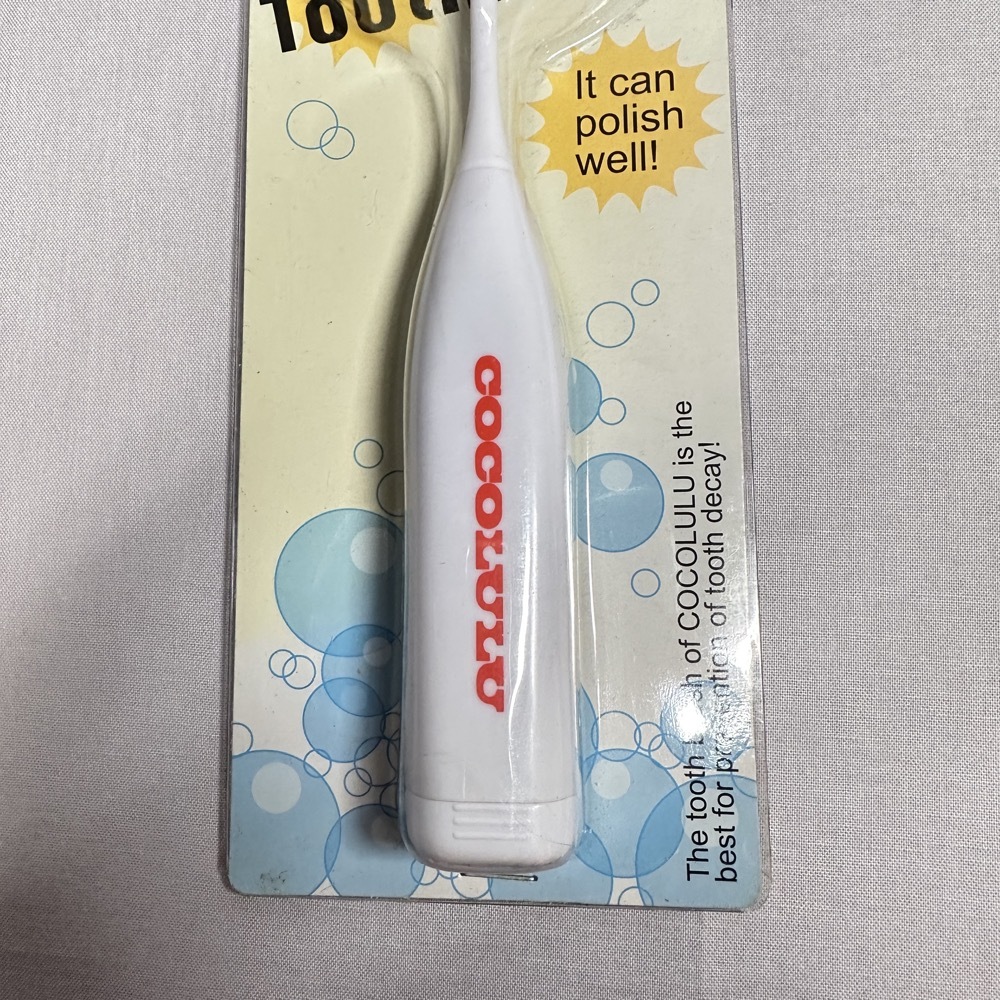 It can
polish
well!
COCOLULU
The tooth of COCOLULU is the
best for of tooth decay!